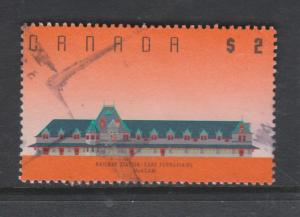 CANADA $2
RAILWAY STATION • GARE FERROVIAIRE
McADAM